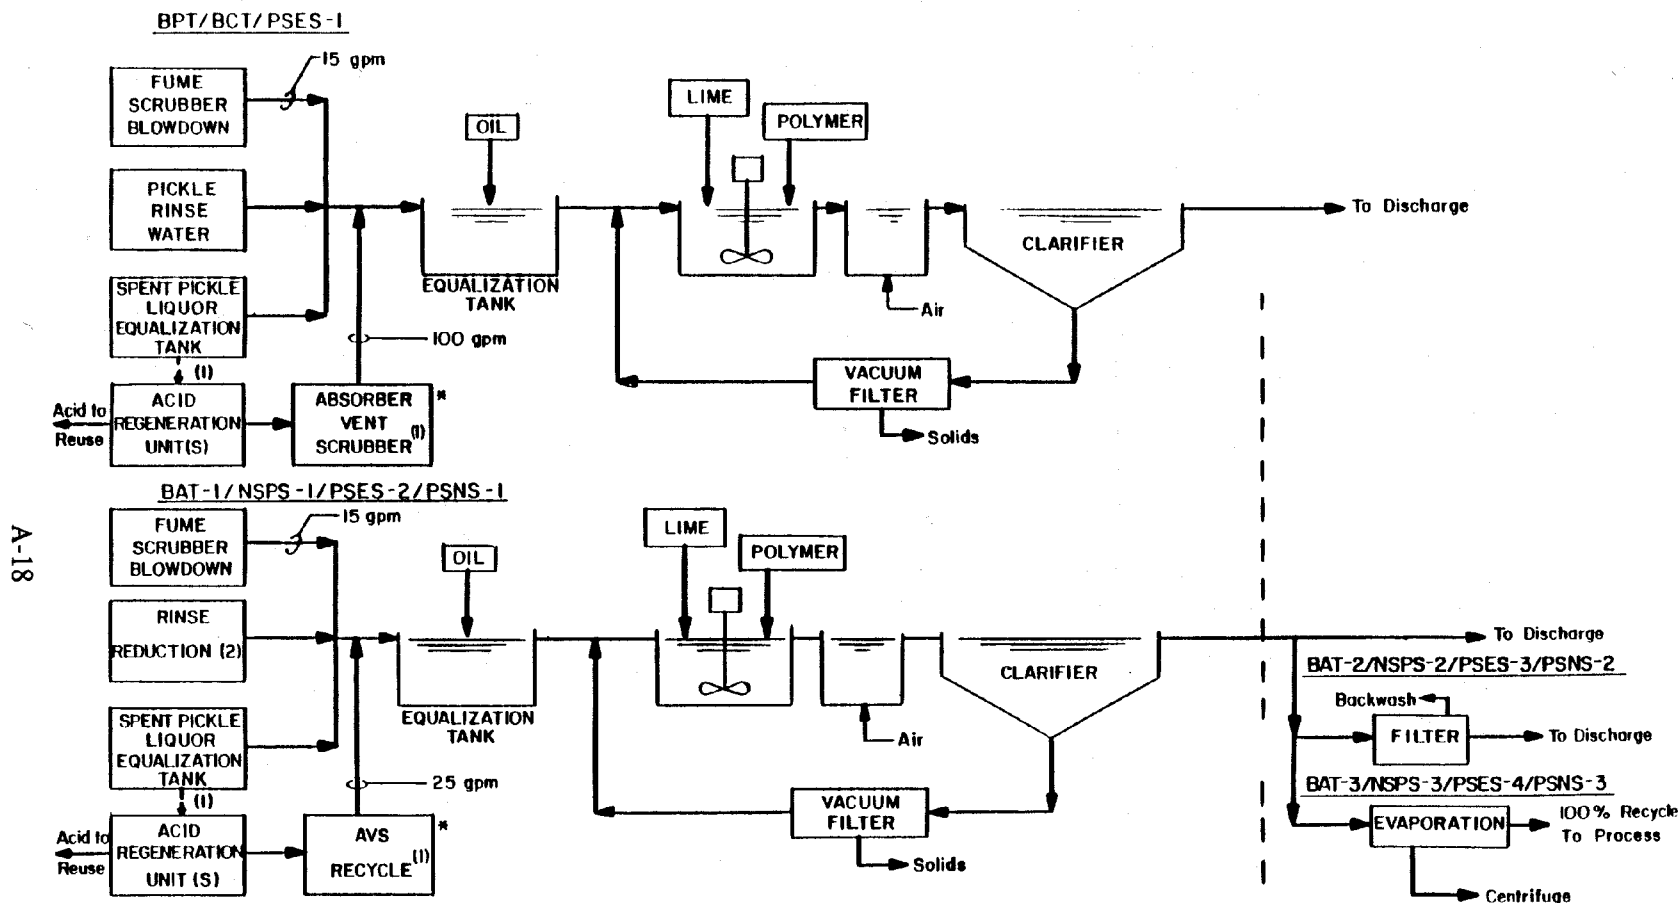 BPT/BCT/PSES-1
15 gpm
FUME
SCRUBBER
BLOWDOWN
LIME
POLYMER
OIL
PICKLE
RINSE
WATER
To Discharge
CLARIFIER
SPENT PICKLE
LIQUOR
EQUALIZATION
TANK
EQUALIZATION
TANK
Air
100 gpm
(1)
VACUUM
FILTER
Solids
Acid to
Reuse
ACID
REGENERATION
UNIT(S)
ABSORBER
VENT
SCRUBBER(1)
*
BAT-1/NSPS-1/PSES-2/PSNS-1
15 gpm
FUME
SCRUBBER
BLOWDOWN
LIME
POLYMER
OIL
A-18
RINSE
REDUCTION (2)
To Discharge
BAT-2/NSPS-2/PSES-3/PSNS-2
CLARIFIER
Backwash
FILTER
To Discharge
SPENT PICKLE
LIQUOR
EQUALIZATION
TANK
EQUALIZATION
TANK
Air
25 gpm
(1)
BAT-3/NSPS-3/PSES-4/PSNS-3
VACUUM
FILTER
Solids
EVAPORATION
100% Recycle
To Process
Acid to
Reuse
ACID
REGENERATION
UNIT(S)
AVS
RECYCLE(1)
*
Centrifuge